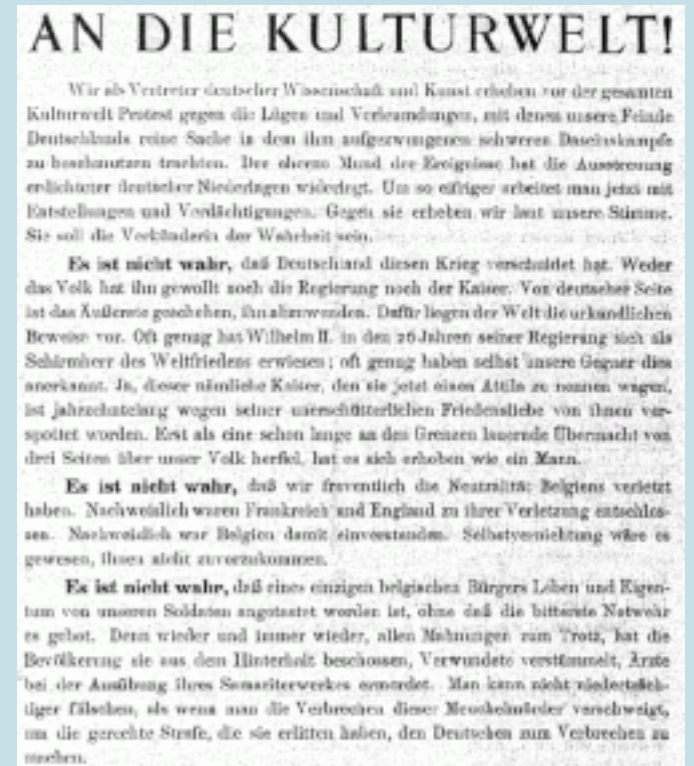 AN DIE KULTURWELT!
Wir als Vertreter deutscher Wissenschaft und Kunst erheben vor der gesamten
Kulturwelt Protest gegen die Lügen und Verleumdungen, mit denen unsere Feinde
Deutschlands reine Sache in dem ihm aufgezwungenen schweren Daseinskampfe
zu beschmutzen trachten. Der eherne Mund der Ereignisse hat die Ausstreuung
erdichteter deutscher Niederlagen widerlegt. Um so eifriger arbeitet man jetzt mit
Entstellungen und Verdächtigungen. Gegen sie erheben wir laut unsere Stimme.
Sie soll die Verkünderin der Wahrheit sein.
Es ist nicht wahr, daß Deutschland diesen Krieg verschuldet hat. Weder
das Volk hat ihn gewollt noch die Regierung noch der Kaiser. Von deutscher Seite
ist das Äußerste geschehen, ihn abzuwenden. Dafür liegen der Welt die urkundlichen
Beweise vor. Oft genug hat Wilhelm II. in den 26 Jahren seiner Regierung sich als
Schirmherr des Weltfriedens erwiesen; oft genug haben selbst unsere Gegner dies
anerkannt. Ja, dieser nämliche Kaiser, den sie jetzt einen Attila zu nennen wagen,
ist jahrzehntelang wegen seiner unerschütterlichen Friedensliebe von ihnen ver-
spottet worden. Erst als eine schon lange an den Grenzen lauernde Übermacht von
drei Seiten über unser Volk herfiel, hat es sich erhoben wie ein Mann.
Es ist nicht wahr, daß wir freventlich die Neutralität Belgiens verletzt
haben. Nachweislich waren Frankreich und England zu ihrer Verletzung entschlos-
sen. Nachweislich war Belgien damit einverstanden. Selbstvernichtung wäre es
gewesen, ihnen nicht zuvorzukommen.
Es ist nicht wahr, daß eines einzigen belgischen Bürgers Leben und Eigen-
tum von unseren Soldaten angetastet worden ist, ohne daß die bitterste Notwehr
es gebot. Denn wieder und immer wieder, allen Mahnungen zum Trotz, hat die
Bevölkerung sie aus dem Hinterhalt beschossen, Verwundete verstümmelt, Ärzte
bei der Ausübung ihres Samariterwerkes ermordet. Man kann nicht niederträch-
tiger fälschen, als wenn man die Verbrechen dieser Meuchelmörder verschweigt,
um die gerechte Strafe, die sie erlitten haben, den Deutschen zum Verbrechen zu
machen.